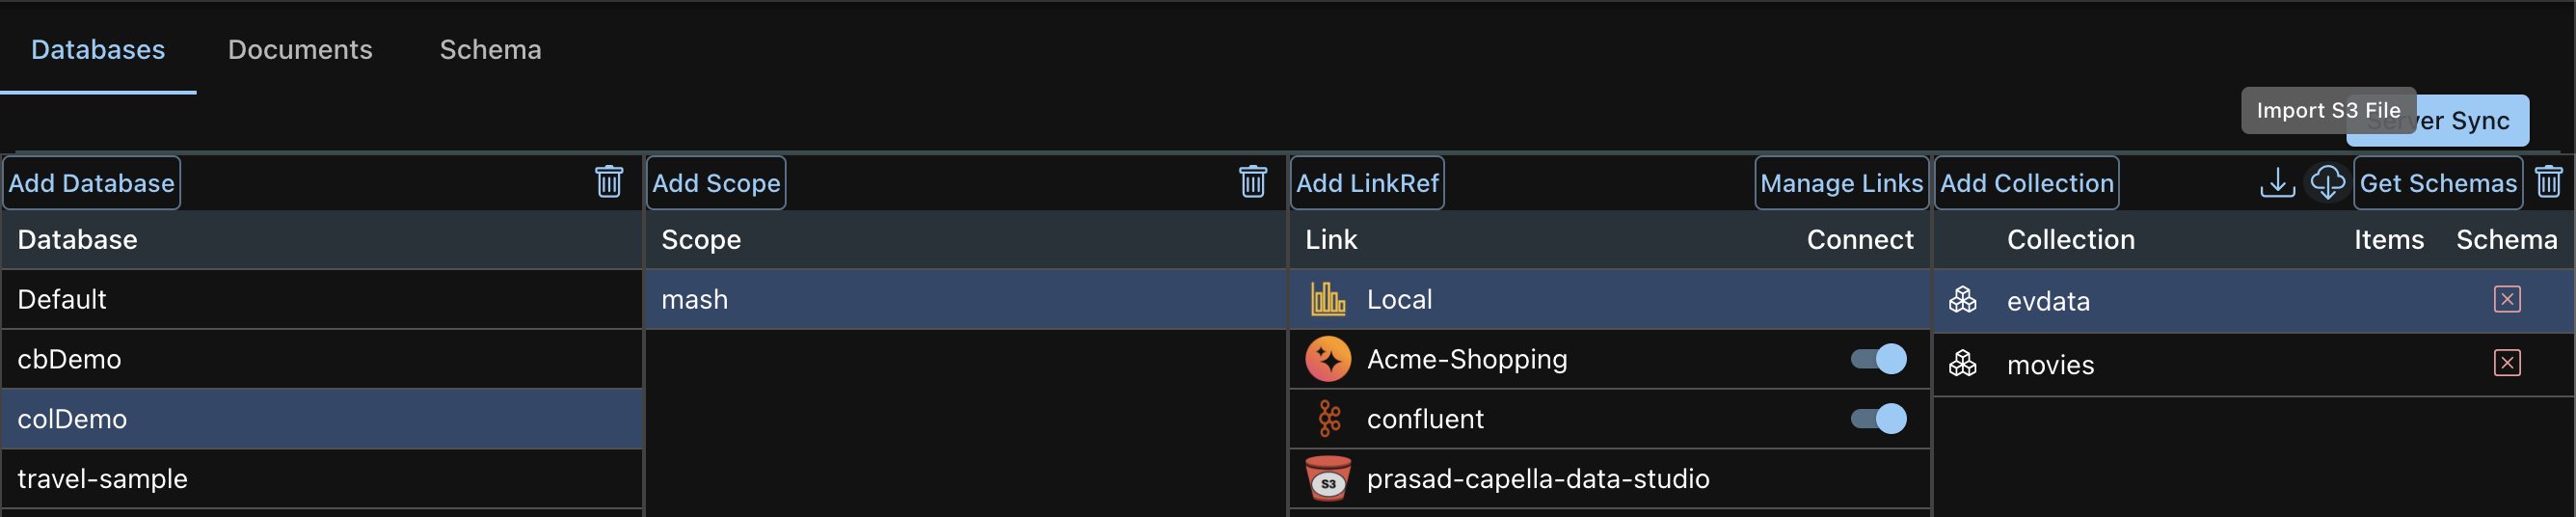 Databases Documents Schema
Import S3 File
Server Sync
Add Database Add Scope Add LinkRef Manage Links Add Collection Get Schemas
Database Scope Link Connect Collection Items Schema
Default mash Local evdata
cbDemo Acme-Shopping movies
colDemo confluent
travel-sample S3 prasad-capella-data-studio